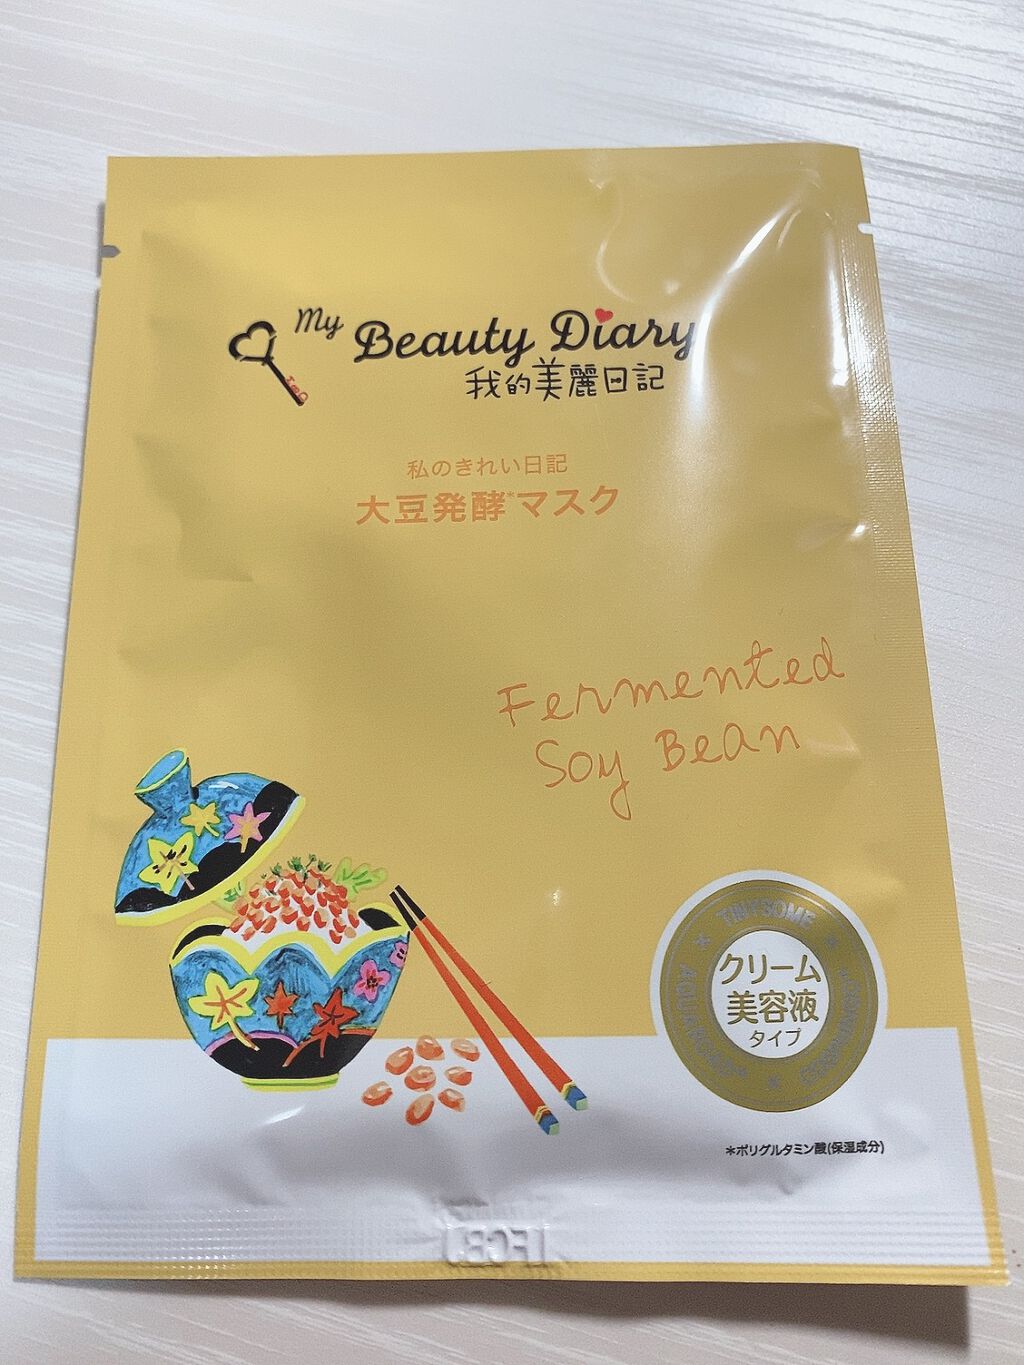 My Beauty Diary
我的美麗日記
私のきれい日記
大豆発酵*マスク
Fermented
Soy Bean
TINYSOME
クリーム
美容液
タイプ
*ポリグルタミン酸(保湿成分)